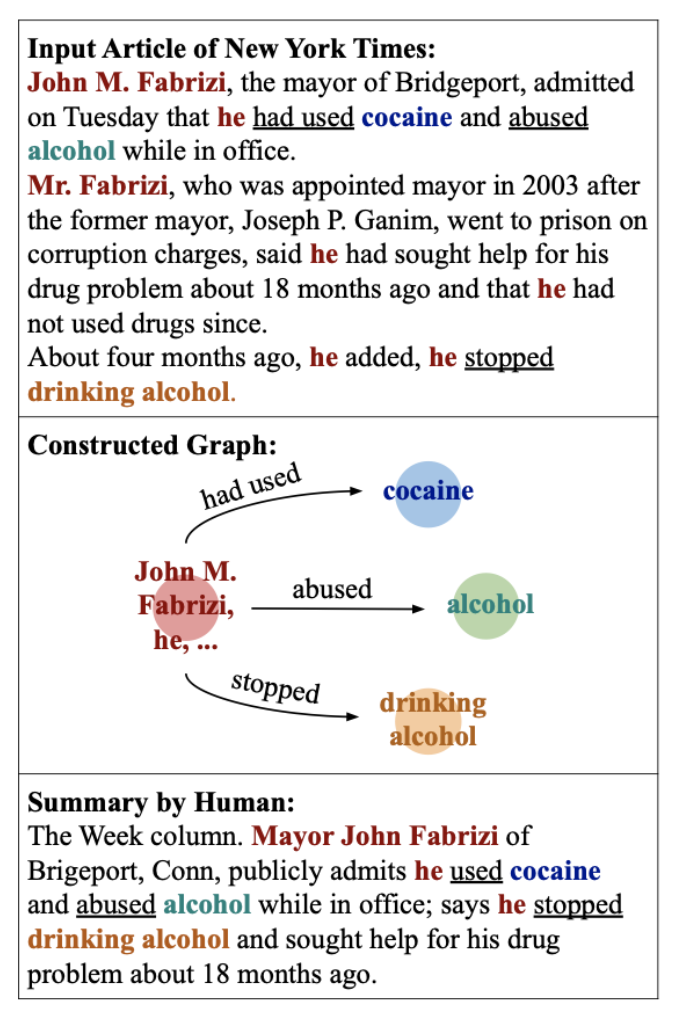 Input Article of New York Times:
John M. Fabrizi, the mayor of Bridgeport, admitted
on Tuesday that he had used cocaine and abused
alcohol while in office.
Mr. Fabrizi, who was appointed mayor in 2003 after
the former mayor, Joseph P. Ganim, went to prison on
corruption charges, said he had sought help for his
drug problem about 18 months ago and that he had
not used drugs since.
About four months ago, he added, he stopped
drinking alcohol.
Constructed Graph:
had used
cocaine
John M.
Fabrizi,
he, ...
abused
alcohol
stopped
drinking
alcohol
Summary by Human:
The Week column. Mayor John Fabrizi of
Brigeport, Conn, publicly admits he used cocaine
and abused alcohol while in office; says he stopped
drinking alcohol and sought help for his drug
problem about 18 months ago.